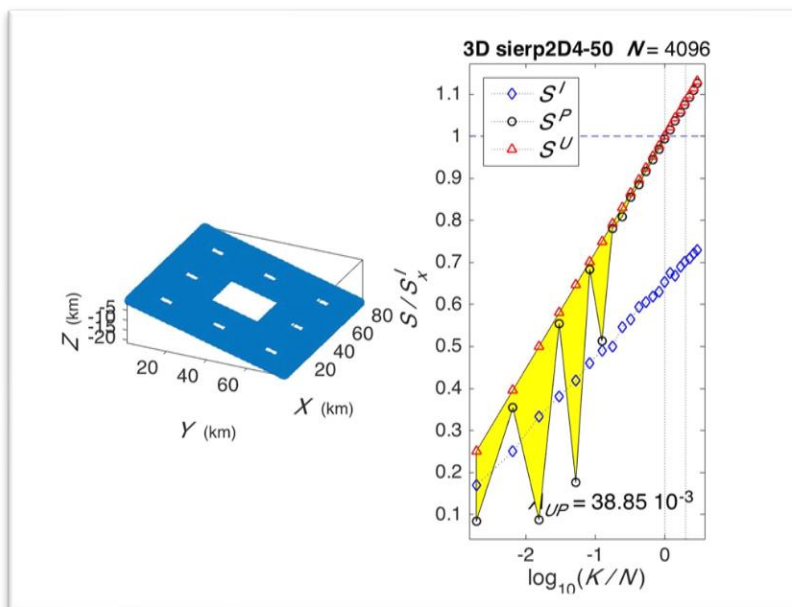 3D sierp2D4-50 N = 4096
S^I
S^P
S^U
1.1
1
0.9
0.8
0.7
0.6
0.5
0.4
0.3
0.2
0.1
S / S_x^I
UP = 38.85 10^-3
-2 -1 0
log10(K/N)
Z (km)
-5
-10
-20
20 40 60
Y (km)
20 40 60 80
X (km)